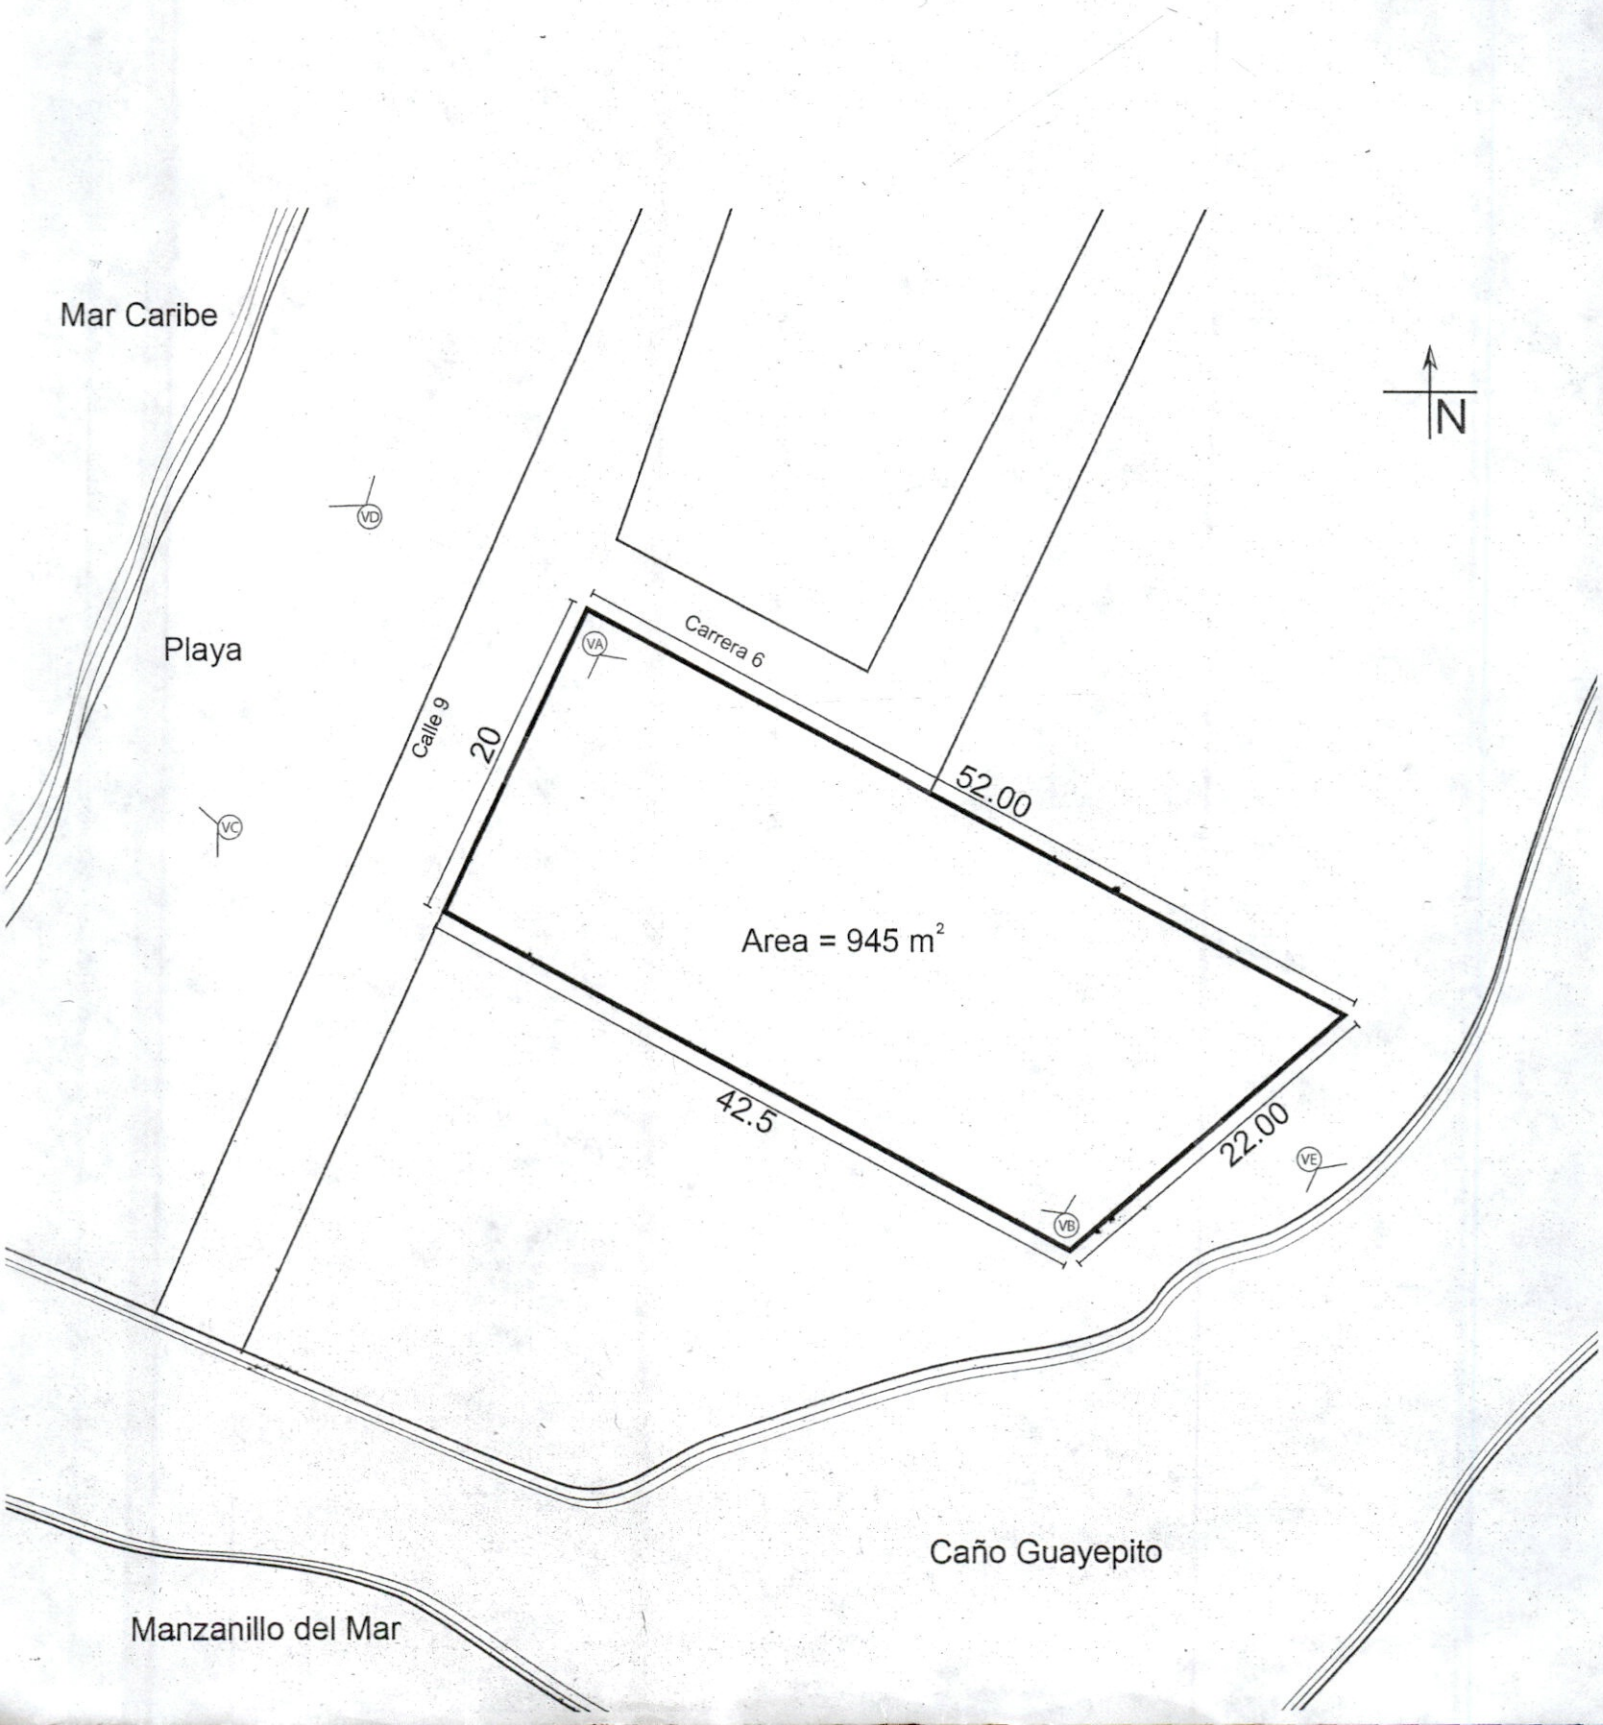 Mar Caribe
N
VD
Playa
VA
Carrera 6
Calle 9
20
52.00
VC
Area = 945 m²
42.5
22.00
VE
VB
Caño Guayepito
Manzanillo del Mar